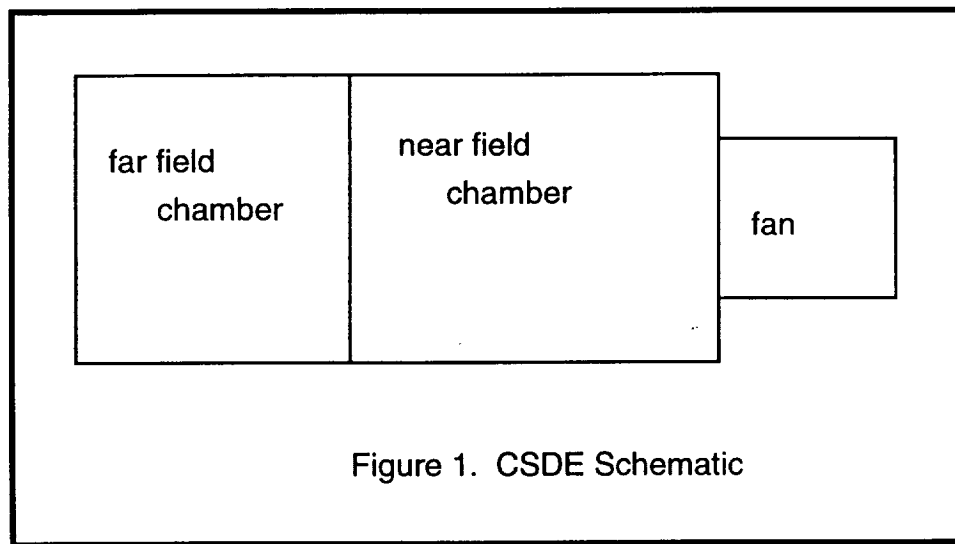 far field
chamber
near field
chamber
fan
Figure 1. CSDE Schematic